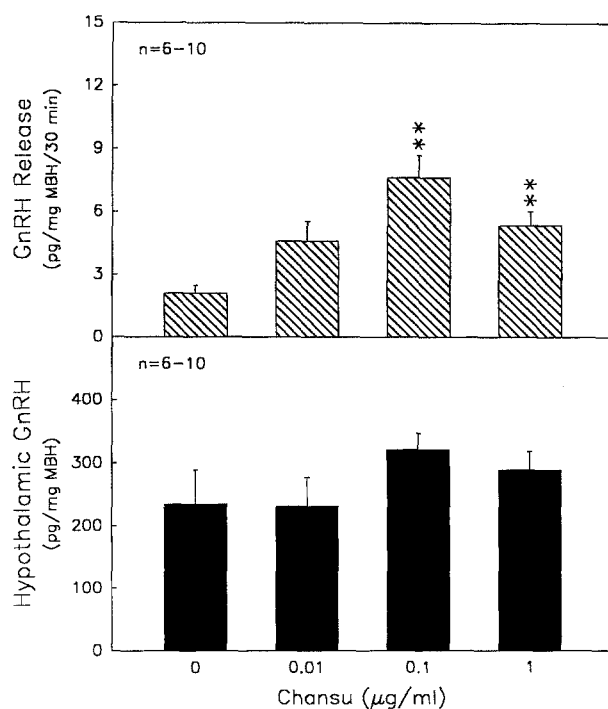 15
12
9
6
3
0
GnRH Release
(pg/mg MBH/30 min)
n=6-10
**
**
400
300
200
100
0
Hypothalamic GnRH
(pg/mg MBH)
n=6-10
0 0.01 0.1 1
Chansu (μg/ml)